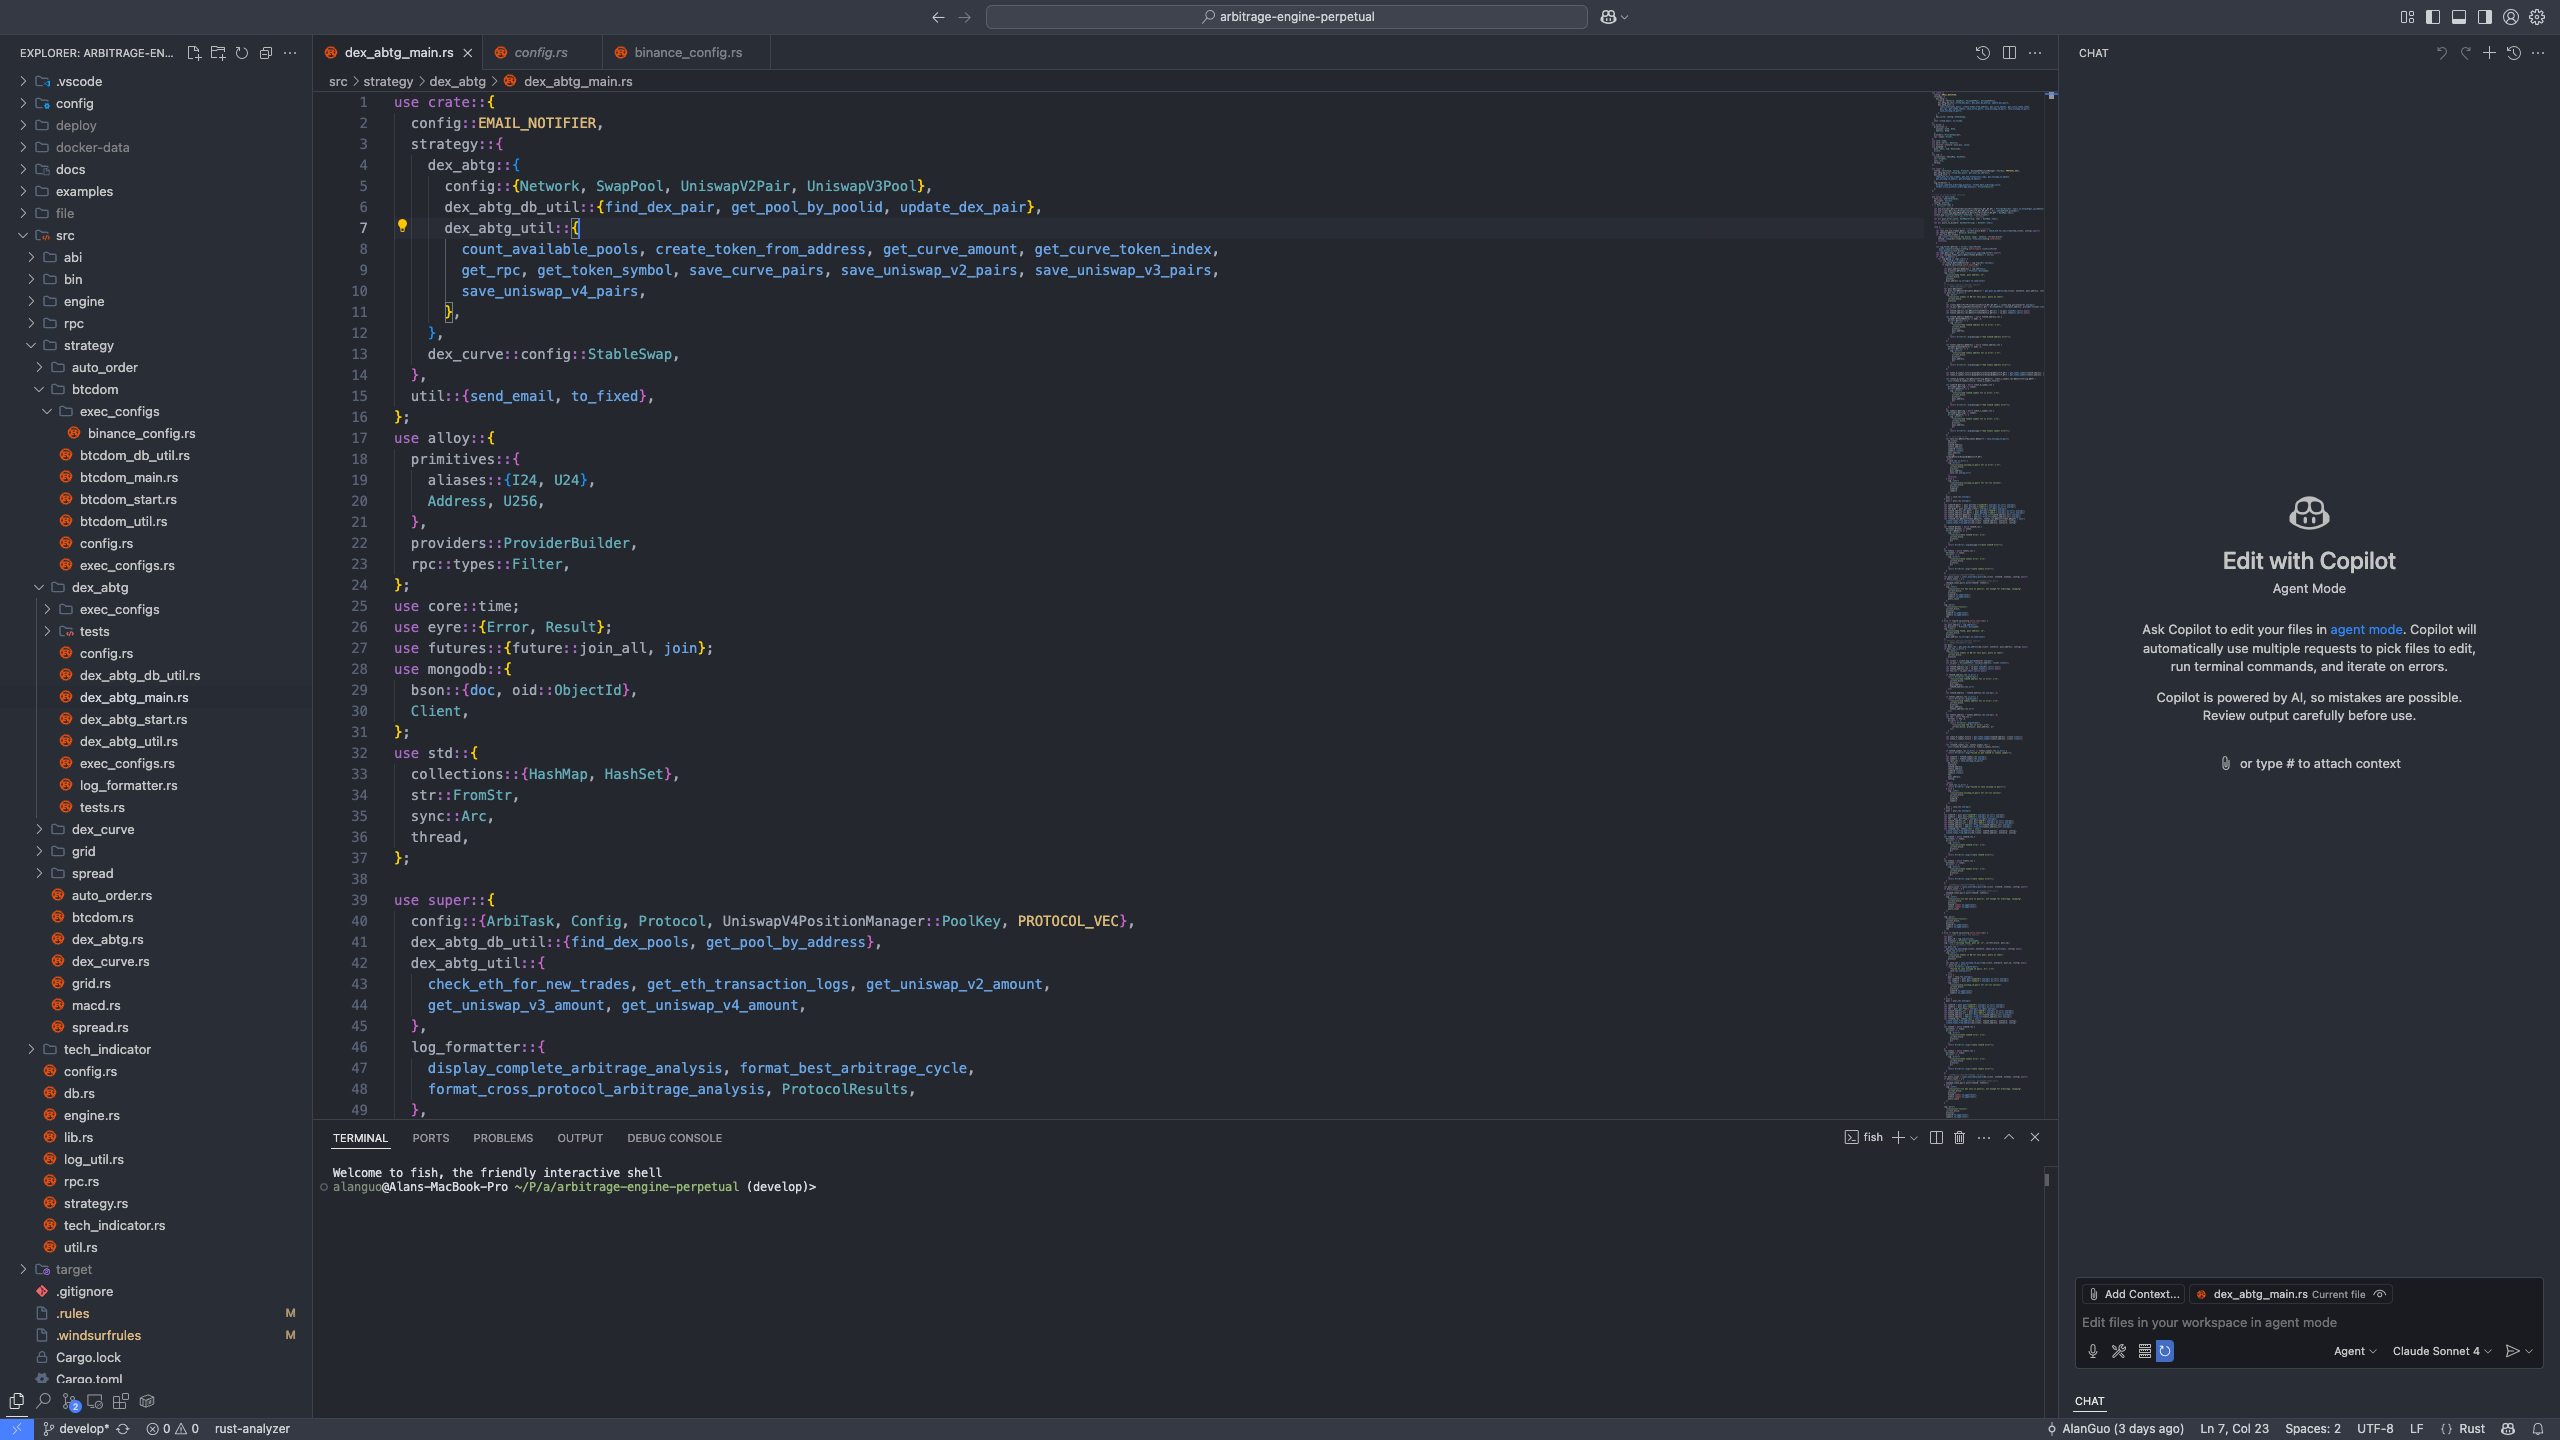 arbitrage-engine-perpetual
EXPLORER: ARBITRAGE-EN...
.vscode
config
deploy
docker-data
docs
examples
file
src
abi
bin
engine
rpc
strategy
auto_order
btcdom
exec_configs
binance_config.rs
btcdom_db_util.rs
btcdom_main.rs
btcdom_start.rs
btcdom_util.rs
config.rs
exec_configs.rs
dex_abtg
exec_configs
tests
config.rs
dex_abtg_db_util.rs
dex_abtg_main.rs
dex_abtg_start.rs
dex_abtg_util.rs
exec_configs.rs
log_formatter.rs
tests.rs
dex_curve
grid
spread
auto_order.rs
btcdom.rs
dex_abtg.rs
dex_curve.rs
grid.rs
macd.rs
spread.rs
tech_indicator
config.rs
db.rs
engine.rs
lib.rs
log_util.rs
rpc.rs
strategy.rs
tech_indicator.rs
util.rs
target
.gitignore
.rules M
.windsurfrules M
Cargo.lock
Cargo.toml
2
dex_abtg_main.rs config.rs binance_config.rs
src > strategy > dex_abtg > dex_abtg_main.rs
1 use crate::{
2 config::EMAIL_NOTIFIER,
3 strategy::{
4 dex_abtg::{
5 config::{Network, SwapPool, UniswapV2Pair, UniswapV3Pool},
6 dex_abtg_db_util::{find_dex_pair, get_pool_by_poolid, update_dex_pair},
7 dex_abtg_util::{
8 count_available_pools, create_token_from_address, get_curve_amount, get_curve_token_index,
9 get_rpc, get_token_symbol, save_curve_pairs, save_uniswap_v2_pairs, save_uniswap_v3_pairs,
10 save_uniswap_v4_pairs,
11 },
12 },
13 dex_curve::config::StableSwap,
14 },
15 util::{send_email, to_fixed},
16 };
17 use alloy::{
18 primitives::{
19 aliases::{I24, U24},
20 Address, U256,
21 },
22 providers::ProviderBuilder,
23 rpc::types::Filter,
24 };
25 use core::time;
26 use eyre::{Error, Result};
27 use futures::{future::join_all, join};
28 use mongodb::{
29 bson::{doc, oid::ObjectId},
30 Client,
31 };
32 use std::{
33 collections::{HashMap, HashSet},
34 str::FromStr,
35 sync::Arc,
36 thread,
37 };
38
39 use super::{
40 config::{ArbiTask, Config, Protocol, UniswapV4PositionManager::PoolKey, PROTOCOL_VEC},
41 dex_abtg_db_util::{find_dex_pools, get_pool_by_address},
42 dex_abtg_util::{
43 check_eth_for_new_trades, get_eth_transaction_logs, get_uniswap_v2_amount,
44 get_uniswap_v3_amount, get_uniswap_v4_amount,
45 },
46 log_formatter::{
47 display_complete_arbitrage_analysis, format_best_arbitrage_cycle,
48 format_cross_protocol_arbitrage_analysis, ProtocolResults,
49 },
TERMINAL PORTS PROBLEMS OUTPUT DEBUG CONSOLE
fish
Welcome to fish, the friendly interactive shell
alanguo@Alans-MacBook-Pro ~/P/a/arbitrage-engine-perpetual (develop)>
CHAT
Edit with Copilot
Agent Mode
Ask Copilot to edit your files in agent mode. Copilot will
automatically use multiple requests to pick files to edit,
run terminal commands, and iterate on errors.
Copilot is powered by AI, so mistakes are possible.
Review output carefully before use.
or type # to attach context
Add Context... dex_abtg_main.rs Current file
Edit files in your workspace in agent mode
Agent Claude Sonnet 4
CHAT
develop* 0 0 rust-analyzer
AlanGuo (3 days ago) Ln 7, Col 23 Spaces: 2 UTF-8 LF {} Rust